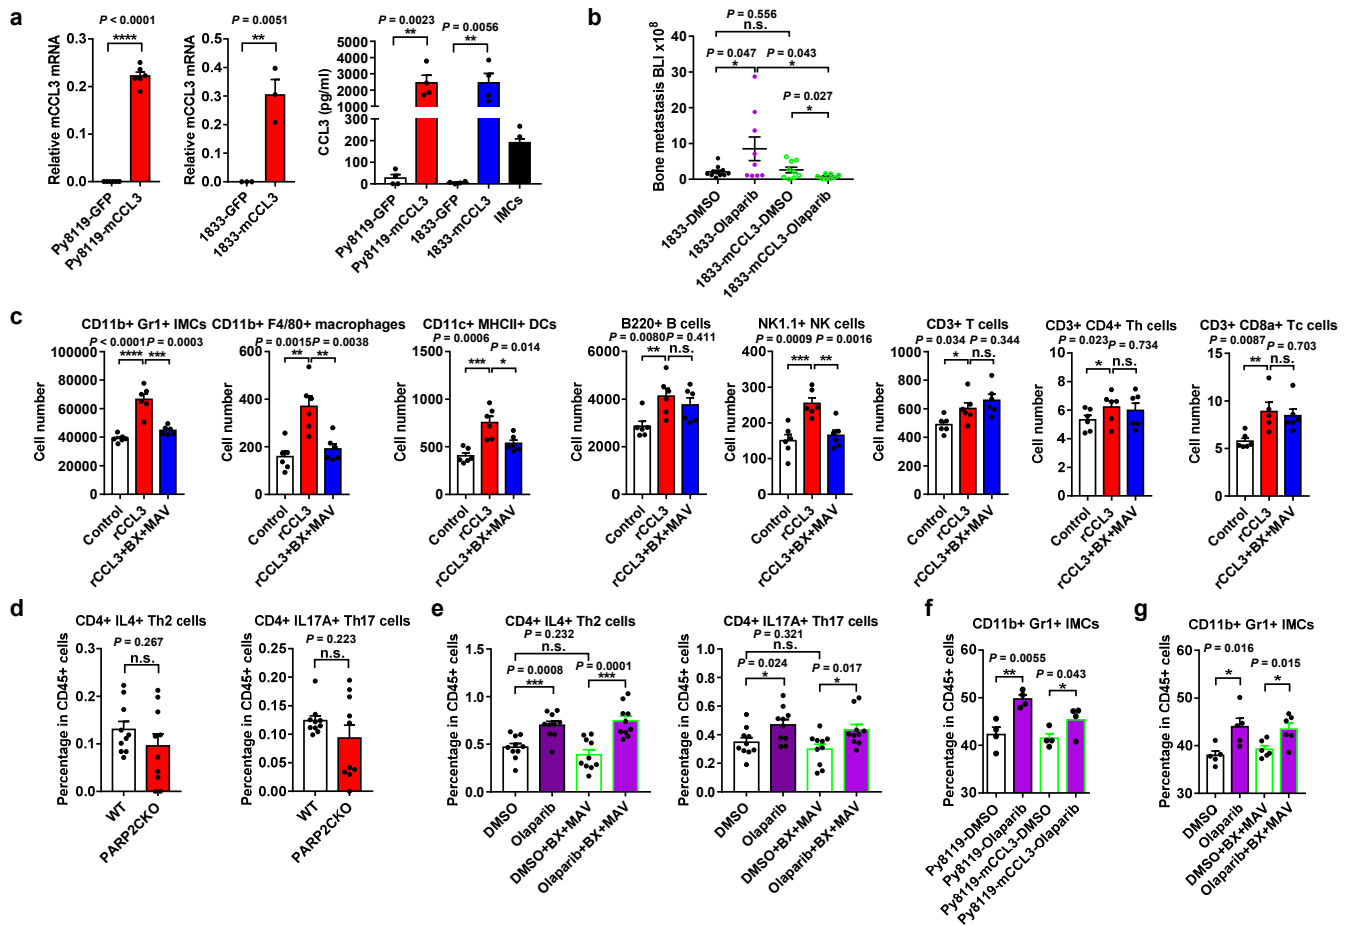 a
P < 0.0001
****
Relative mCCL3 mRNA
0.3
0.2
0.1
0.0
Py8119-GFP
Py8119-mCCL3
P = 0.0051
**
Relative mCCL3 mRNA
0.5
0.4
0.3
0.2
0.1
0.0
1833-GFP
1833-mCCL3
P = 0.0023
P = 0.0056
**
**
CCL3 (pg/ml)
5000
4000
3000
2000
1000
300
200
100
0
Py8119-GFP
Py8119-mCCL3
1833-GFP
1833-mCCL3
IMCs
b
P = 0.556
n.s.
P = 0.047
P = 0.043
*
*
P = 0.027
*
Bone metastasis BLI x10⁸
40
30
20
10
0
1833-DMSO
1833-Olaparib
1833-mCCL3-DMSO
1833-mCCL3-Olaparib
c
CD11b+ Gr1+ IMCs
P < 0.0001
P = 0.0003
****
***
Cell number
100000
80000
60000
40000
20000
0
Control
rCCL3
rCCL3+BX+MAV
CD11b+ F4/80+ macrophages
P = 0.0015
P = 0.0038
**
**
Cell number
600
400
200
0
Control
rCCL3
rCCL3+BX+MAV
CD11c+ MHCII+ DCs
P = 0.0006
P = 0.014
***
*
Cell number
1500
1000
500
0
Control
rCCL3
rCCL3+BX+MAV
B220+ B cells
P = 0.0080
P = 0.411
**
n.s.
Cell number
6000
4000
2000
0
Control
rCCL3
rCCL3+BX+MAV
NK1.1+ NK cells
P = 0.0009
P = 0.0016
***
**
Cell number
400
300
200
100
0
Control
rCCL3
rCCL3+BX+MAV
CD3+ T cells
P = 0.034
P = 0.344
*
n.s.
Cell number
1000
800
600
400
200
0
Control
rCCL3
rCCL3+BX+MAV
CD3+ CD4+ Th cells
P = 0.023
P = 0.734
*
n.s.
Cell number
10
8
6
4
2
0
Control
rCCL3
rCCL3+BX+MAV
CD3+ CD8a+ Tc cells
P = 0.0087
P = 0.703
**
n.s.
Cell number
15
10
5
0
Control
rCCL3
rCCL3+BX+MAV
d
CD4+ IL4+ Th2 cells
P = 0.267
n.s.
Percentage in CD45+ cells
0.3
0.2
0.1
0.0
WT
PARP2CKO
CD4+ IL17A+ Th17 cells
P = 0.223
n.s.
Percentage in CD45+ cells
0.25
0.20
0.15
0.10
0.05
0.00
WT
PARP2CKO
e
CD4+ IL4+ Th2 cells
P = 0.232
n.s.
P = 0.0008
P = 0.0001
***
***
Percentage in CD45+ cells
1.5
1.0
0.5
0.0
DMSO
Olaparib
DMSO+BX+MAV
Olaparib+BX+MAV
CD4+ IL17A+ Th17 cells
P = 0.321
n.s.
P = 0.024
P = 0.017
*
*
Percentage in CD45+ cells
1.0
0.8
0.6
0.4
0.2
0.0
DMSO
Olaparib
DMSO+BX+MAV
Olaparib+BX+MAV
f
CD11b+ Gr1+ IMCs
P = 0.0055
P = 0.043
**
*
Percentage in CD45+ cells
60
50
40
30
Py8119-DMSO
Py8119-Olaparib
Py8119-mCCL3-DMSO
Py8119-mCCL3-Olaparib
g
CD11b+ Gr1+ IMCs
P = 0.016
P = 0.015
*
*
Percentage in CD45+ cells
60
50
40
30
DMSO
Olaparib
DMSO+BX+MAV
Olaparib+BX+MAV